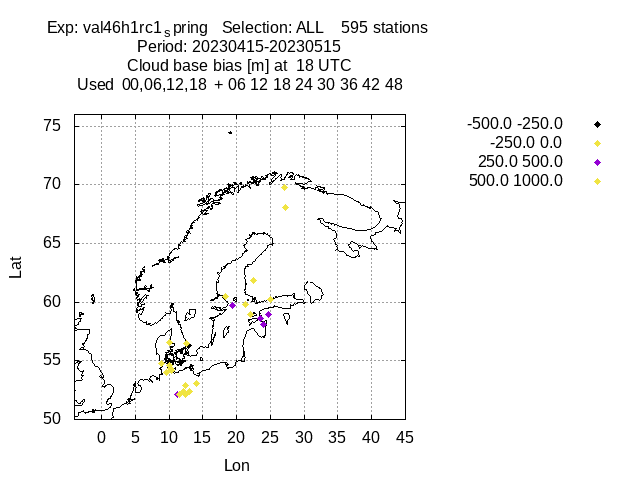 Exp: val46h1rc1spring   Selection: ALL    595 stations
Period: 20230415-20230515
Cloud base bias [m] at  18 UTC
Used  00,06,12,18  + 06 12 18 24 30 36 42 48
-500.0 -250.0
-250.0 0.0
250.0 500.0
500.0 1000.0
75
70
65
60
55
50
Lat
0 5 10 15 20 25 30 35 40 45
Lon